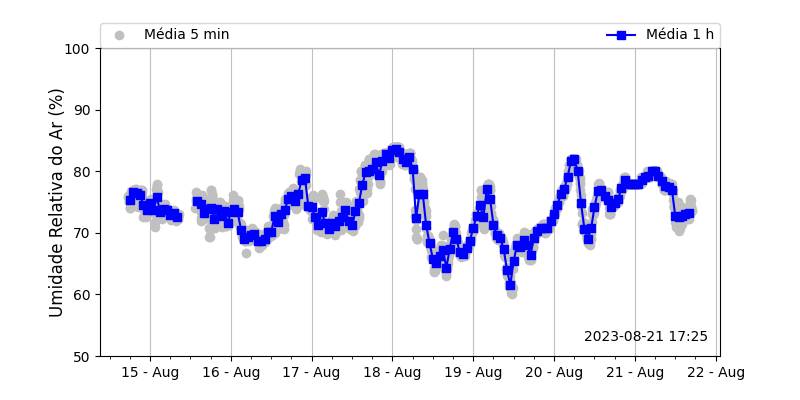 Média 5 min
Média 1 h
Umidade Relativa do Ar (%)
100
90
80
70
60
50
2023-08-21 17:25
15 - Aug
16 - Aug
17 - Aug
18 - Aug
19 - Aug
20 - Aug
21 - Aug
22 - Aug